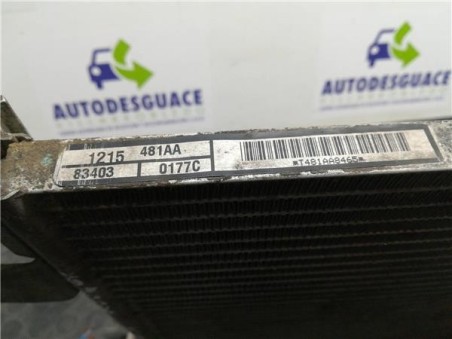 AUTODESGUACE
AUTODESGUACE
1215 481AA
83403 0177C
*T481AA8465*